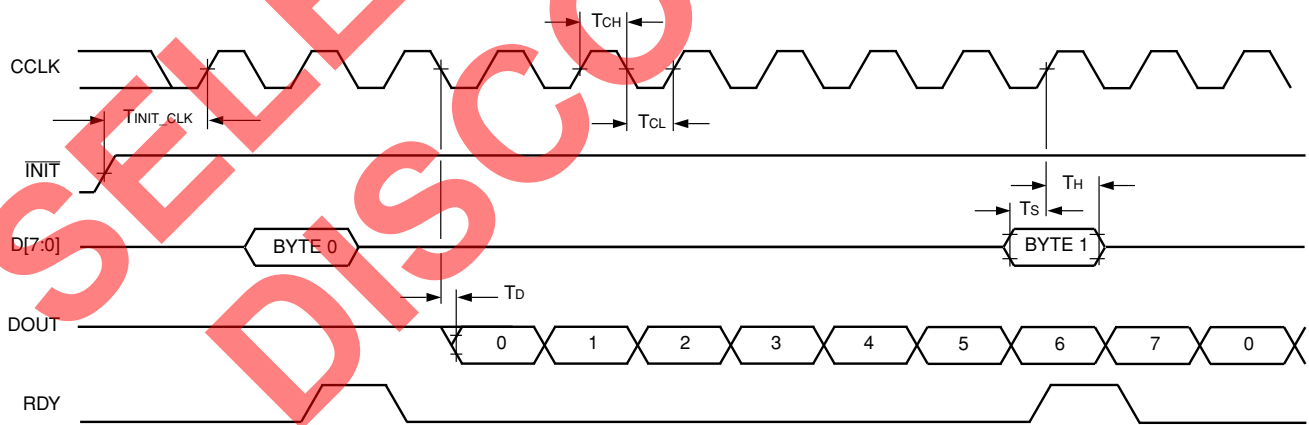 TCH
CCLK
TINIT_CLK
TCL
INIT
TH
TS
D[7:0]
BYTE 0
BYTE 1
TD
DOUT
0 1 2 3 4 5 6 7 0
RDY
SELE
DISCO